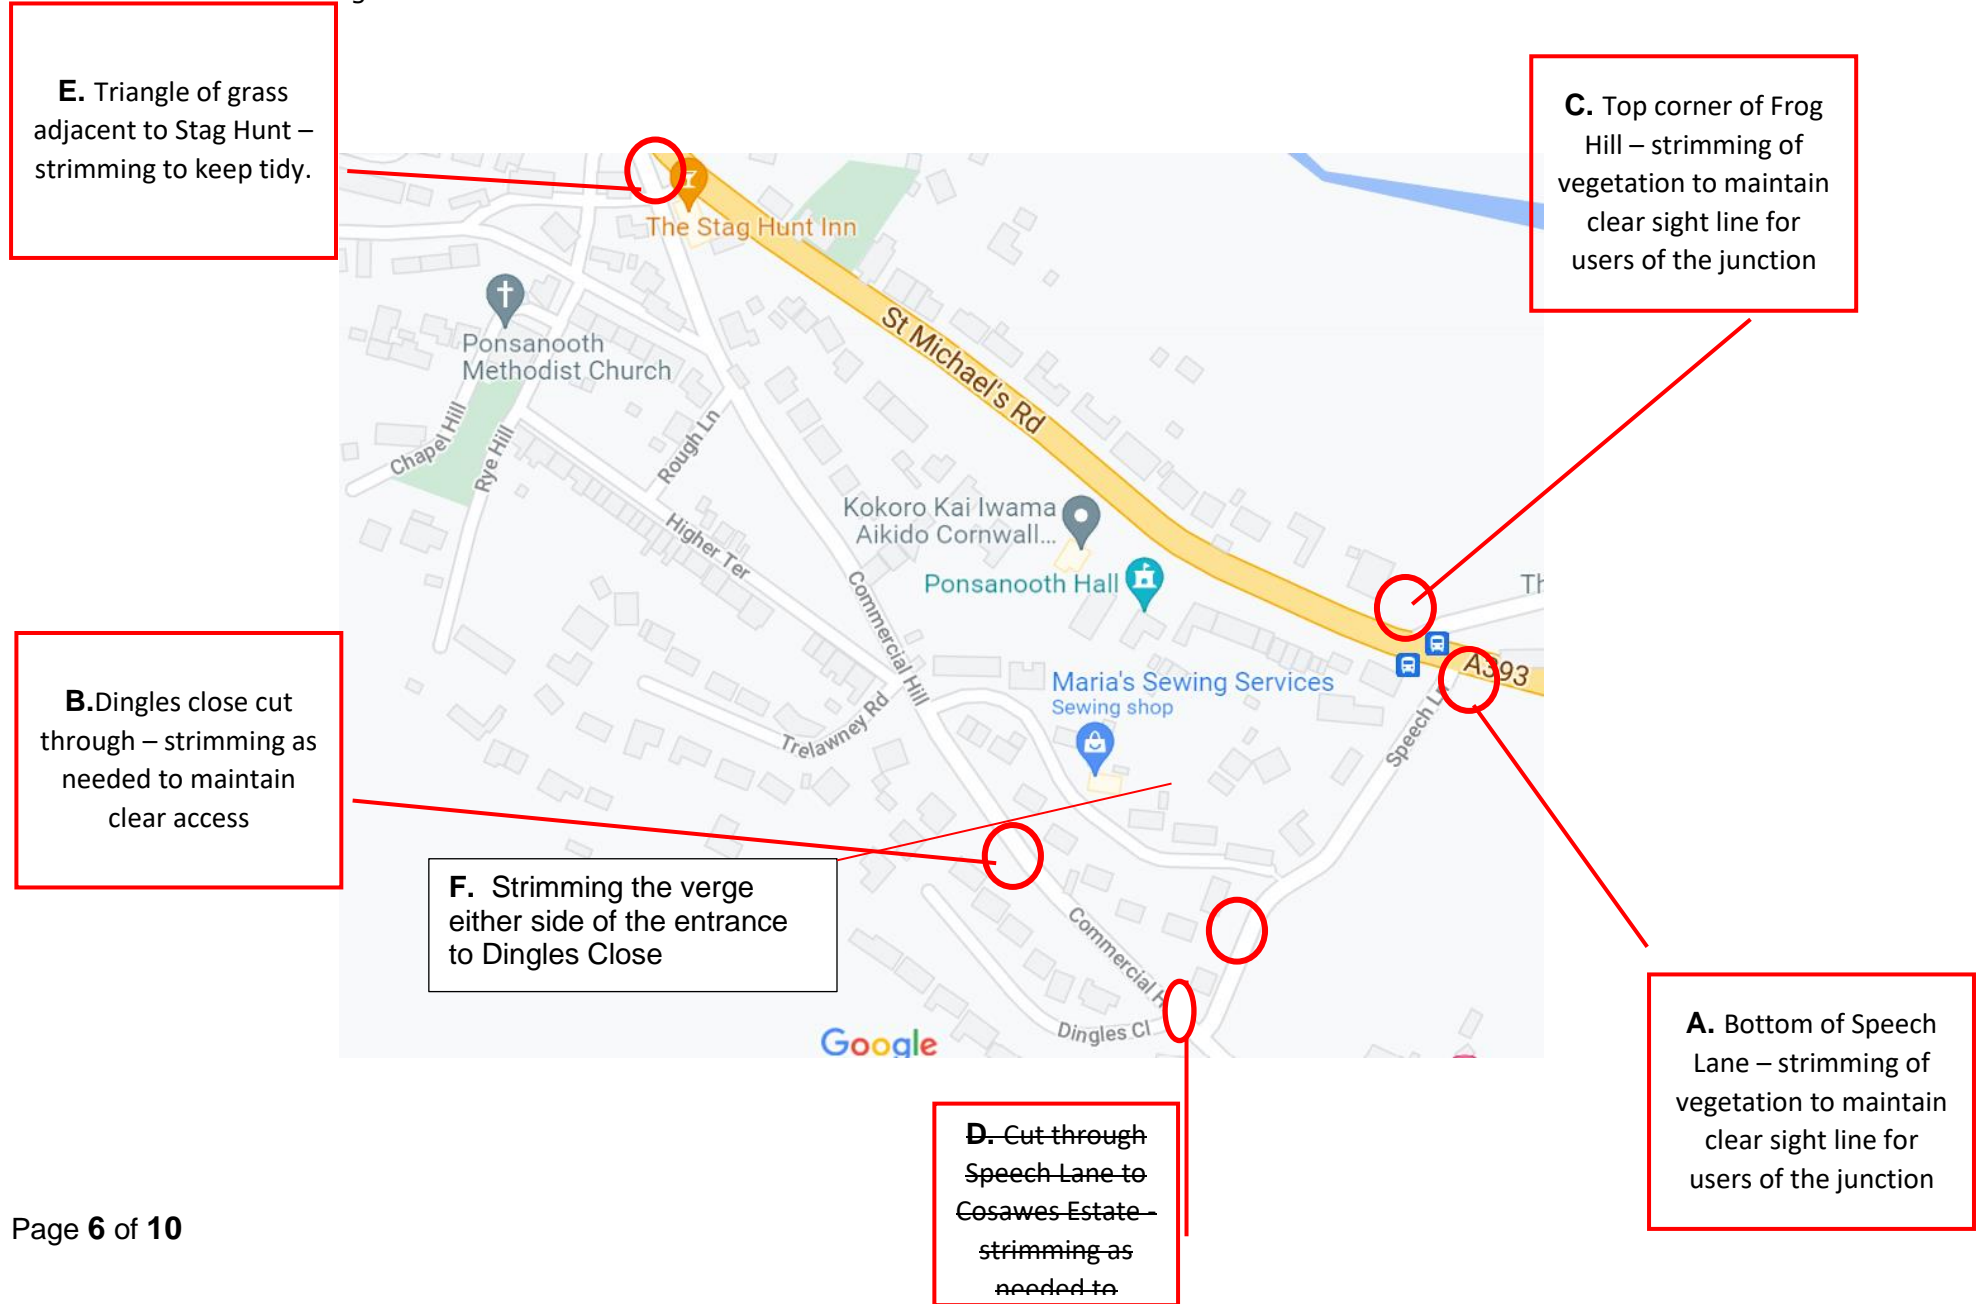 E. Triangle of grass
adjacent to Stag Hunt –
strimming to keep tidy.
C. Top corner of Frog
Hill – strimming of
vegetation to maintain
clear sight line for
users of the junction
The Stag Hunt Inn
St Michael's Rd
Ponsanooth
Methodist Church
Chapel Hill
Rye Hill
Rough Ln
Higher Ter
Kokoro Kai Iwama
Aikido Cornwall...
Ponsanooth Hall
Commercial Hill
Trelawney Rd
Maria's Sewing Services
Sewing shop
A393
Speech Ln
B.Dingles close cut
through – strimming as
needed to maintain
clear access
F. Strimming the verge
either side of the entrance
to Dingles Close
Commercial H
Dingles Cl
Google
A. Bottom of Speech
Lane – strimming of
vegetation to maintain
clear sight line for
users of the junction
D. Cut through
Speech Lane to
Cosawes Estate -
strimming as
needed to
Page 6 of 10